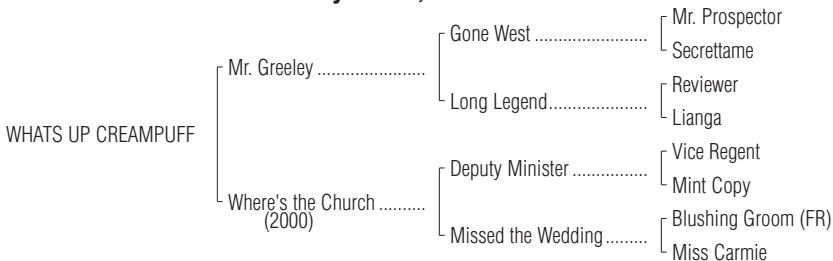 Mr. Prospector
Gone West .......................
Secrettame
Mr. Greeley ......................
Reviewer
Long Legend.....................
Lianga
WHATS UP CREAMPUFF
Vice Regent
Deputy Minister ................
Mint Copy
Where's the Church ..........
(2000)
Blushing Groom (FR)
Missed the Wedding.........
Miss Carmie